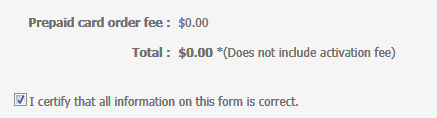 Prepaid card order fee : $0.00
Total : $0.00 *(Does not include activation fee)
I certify that all information on this form is correct.